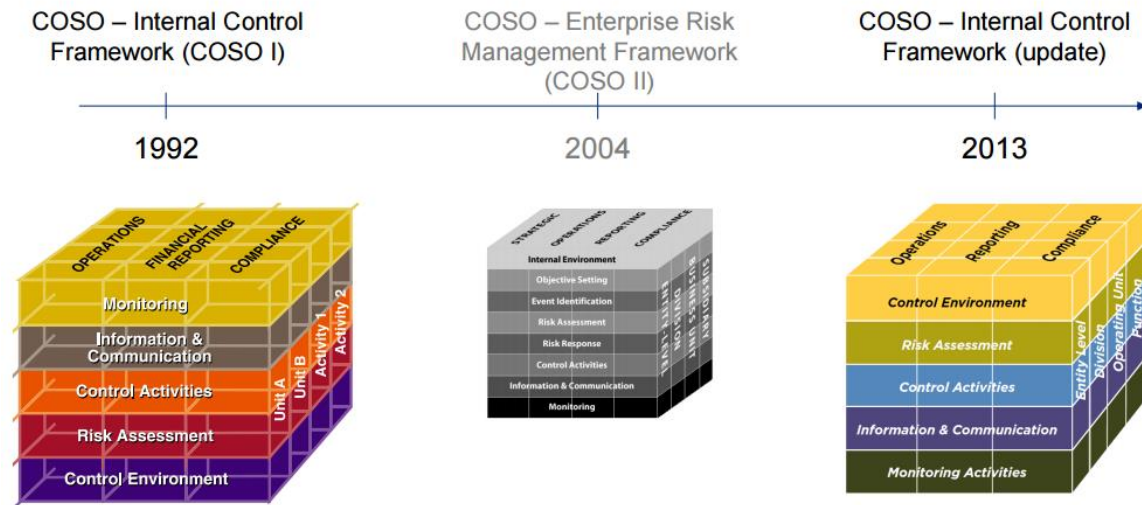 COSO – Internal Control
Framework (COSO I)
COSO – Enterprise Risk
Management Framework
(COSO II)
COSO – Internal Control
Framework (update)
1992
2004
2013
OPERATIONS
FINANCIAL
REPORTING
COMPLIANCE
Monitoring
Information &
Communication
Control Activities
Risk Assessment
Control Environment
Unit A
Unit B
Activity 1
Activity 2
STRATEGIC
OPERATIONS
REPORTING
COMPLIANCE
Internal Environment
Objective Setting
Event Identification
Risk Assessment
Risk Response
Control Activities
Information & Communication
Monitoring
ENTITY-LEVEL
DIVISION
BUSINESS UNIT
SUBSIDIARY
Operations
Reporting
Compliance
Control Environment
Risk Assessment
Control Activities
Information & Communication
Monitoring Activities
Entity Level
Division
Operating Unit
Function